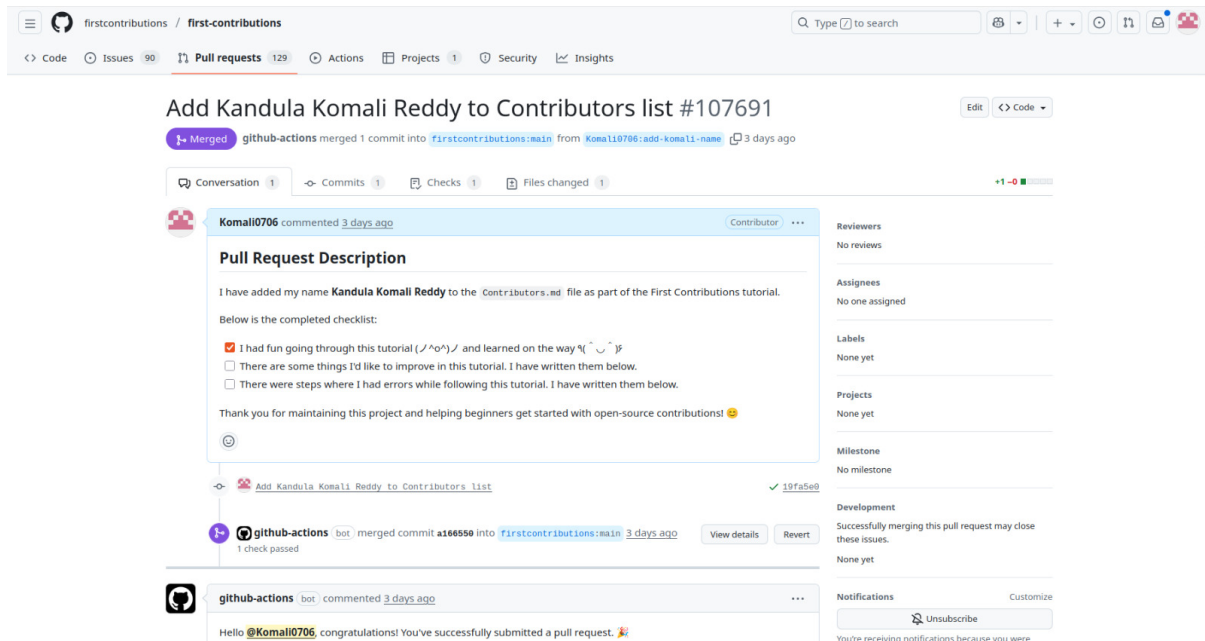 firstcontributions / first-contributions
Type / to search
Code Issues 90 Pull requests 129 Actions Projects 1 Security Insights
Add Kandula Komali Reddy to Contributors list #107691
Edit Code
Merged github-actions merged 1 commit into firstcontributions:main from Komali0706:add-komali-name 3 days ago
Conversation 1 Commits 1 Checks 1 Files changed 1
+1 −0
Komali0706 commented 3 days ago Contributor ...
Pull Request Description
I have added my name Kandula Komali Reddy to the Contributors.md file as part of the First Contributions tutorial.
Below is the completed checklist:
I had fun going through this tutorial (ノ^o^)ノ and learned on the way ٩(ˆ◡ˆ)۶
There are some things I'd like to improve in this tutorial. I have written them below.
There were steps where I had errors while following this tutorial. I have written them below.
Thank you for maintaining this project and helping beginners get started with open-source contributions! 😊
Add Kandula Komali Reddy to Contributors list 19fa5e0
github-actions bot merged commit a166550 into firstcontributions:main 3 days ago View details Revert
1 check passed
github-actions bot commented 3 days ago ...
Hello @Komali0706, congratulations! You've successfully submitted a pull request. 🎉
Reviewers
No reviews
Assignees
No one assigned
Labels
None yet
Projects
None yet
Milestone
No milestone
Development
Successfully merging this pull request may close
these issues.
None yet
Notifications Customize
Unsubscribe
You're receiving notifications because you were